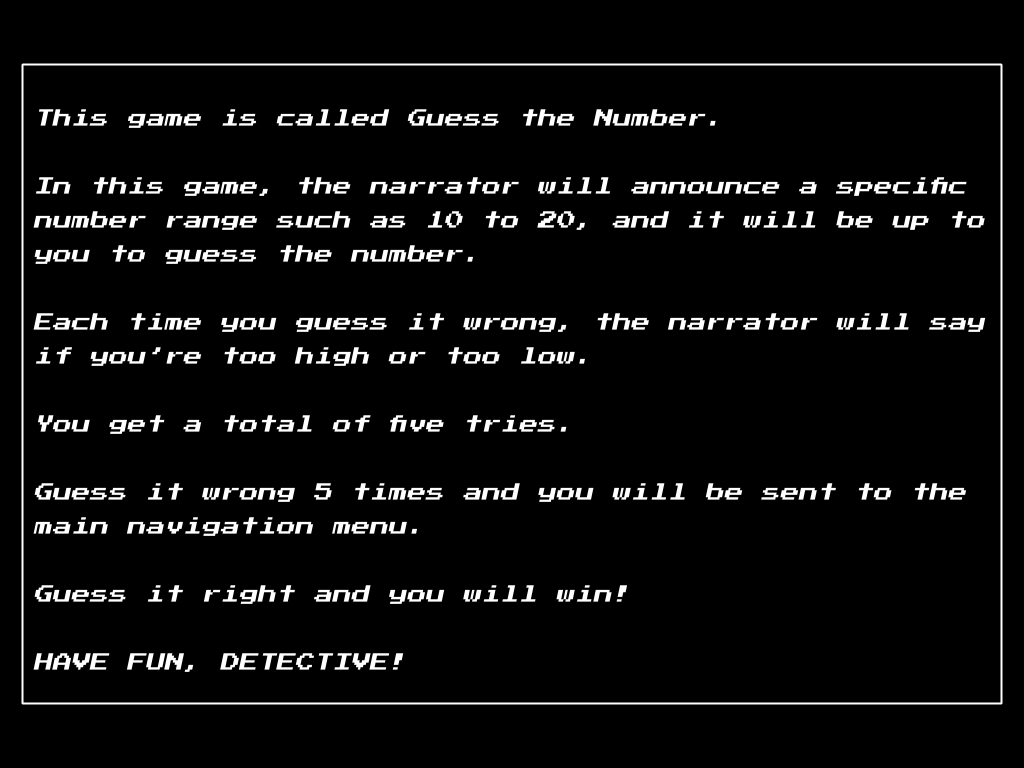 This game is called Guess the Number.
In this game, the narrator will announce a specific
number range such as 10 to 20, and it will be up to
you to guess the number.
Each time you guess it wrong, the narrator will say
if you're too high or too low.
You get a total of five tries.
Guess it wrong 5 times and you will be sent to the
main navigation menu.
Guess it right and you will win!
HAVE FUN, DETECTIVE!